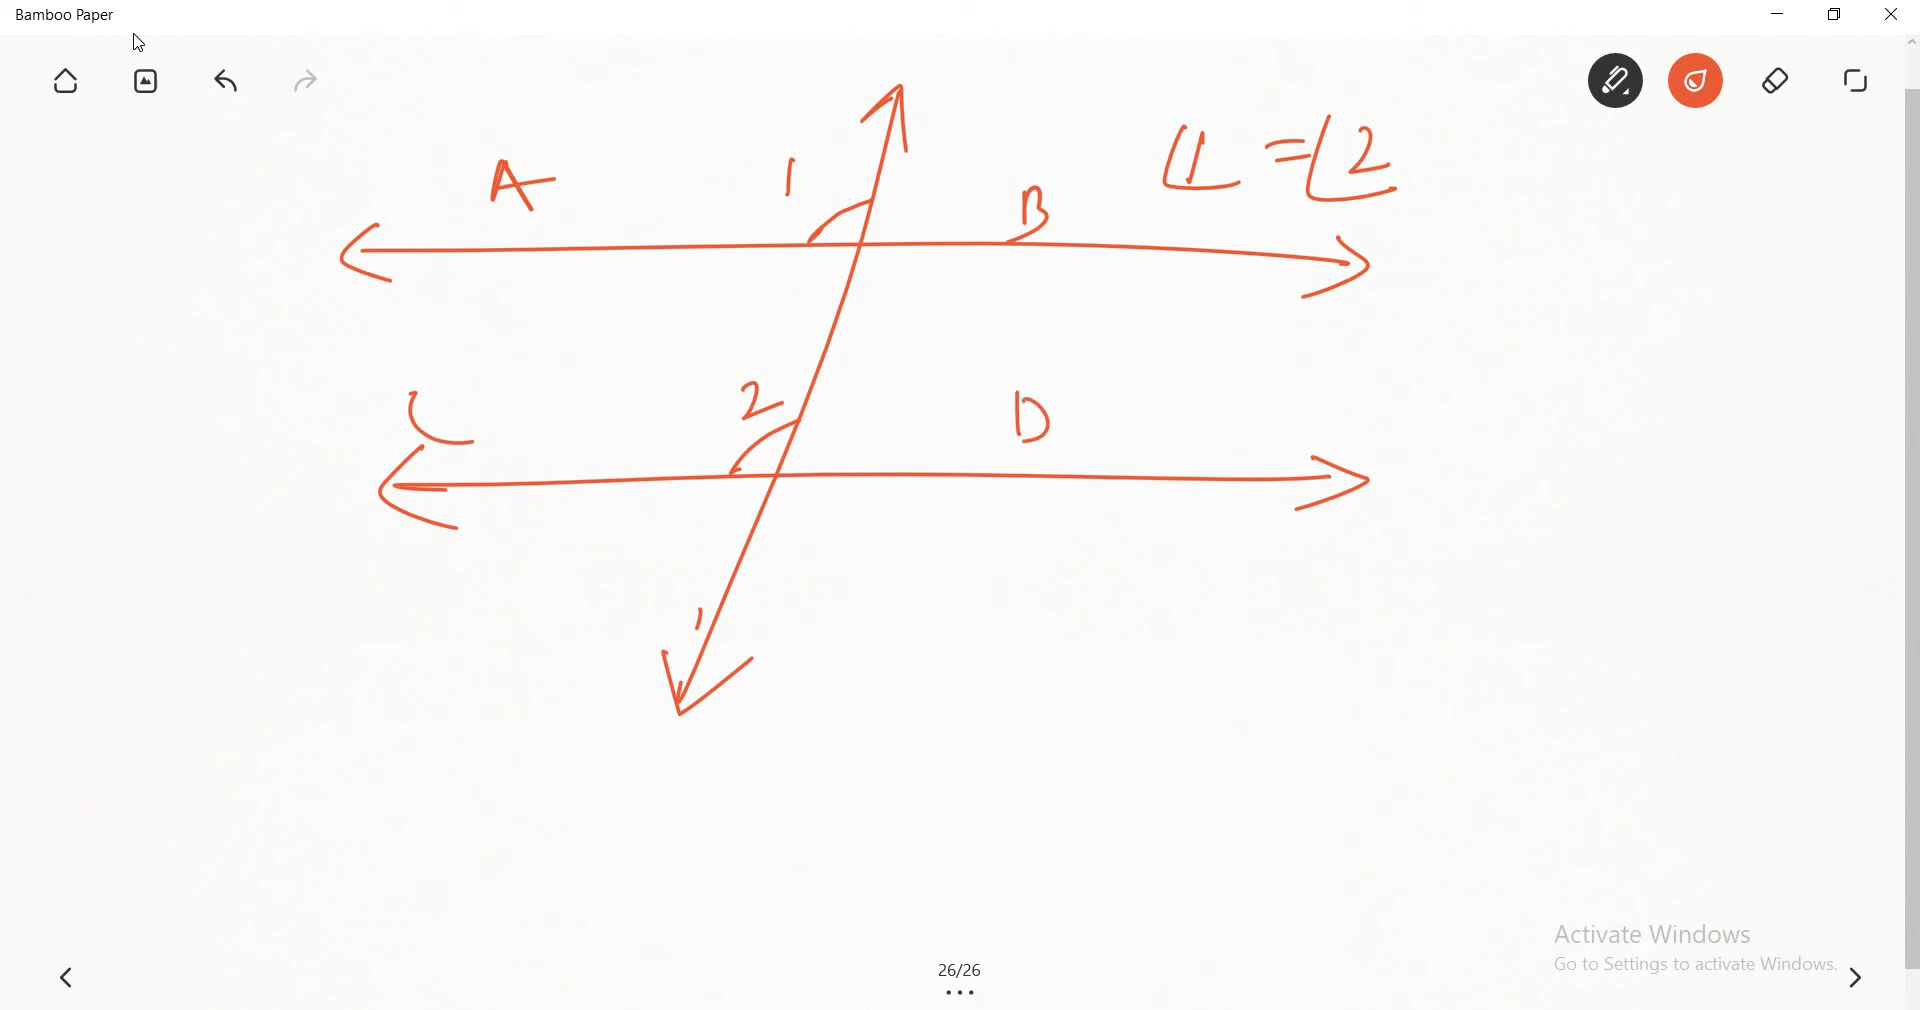 Bamboo Paper
∠1 = ∠2
A
1
B
C
2
D
26/26
Activate Windows
Go to Settings to activate Windows.